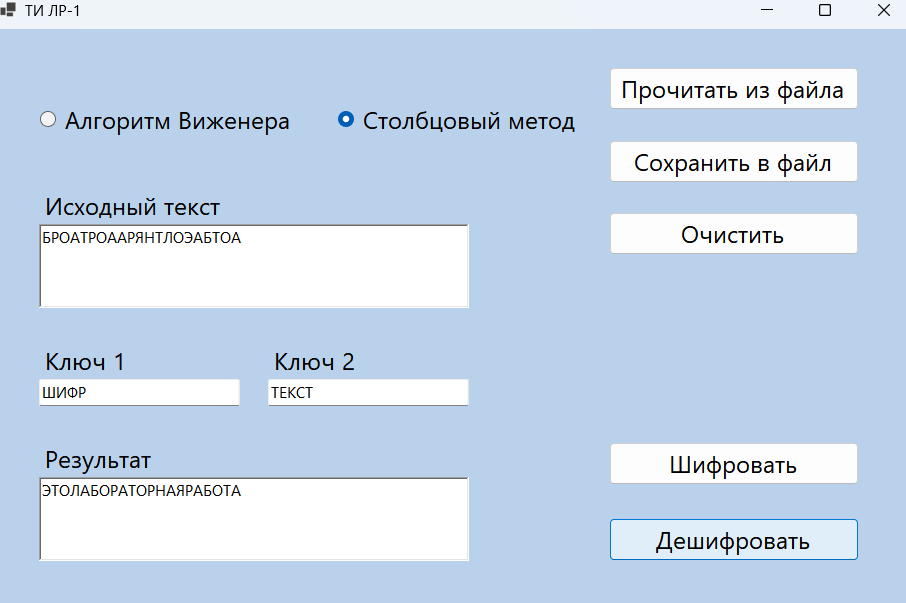 ТИ ЛР-1
Прочитать из файла
Алгоритм Виженера
Столбцовый метод
Сохранить в файл
Исходный текст
БРОАТРОААРЯНТЛОЭАБТОА
Очистить
Ключ 1
Ключ 2
ШИФР
ТЕКСТ
Результат
ЭТОЛАБОРАТОРНАЯРАБОТА
Шифровать
Дешифровать